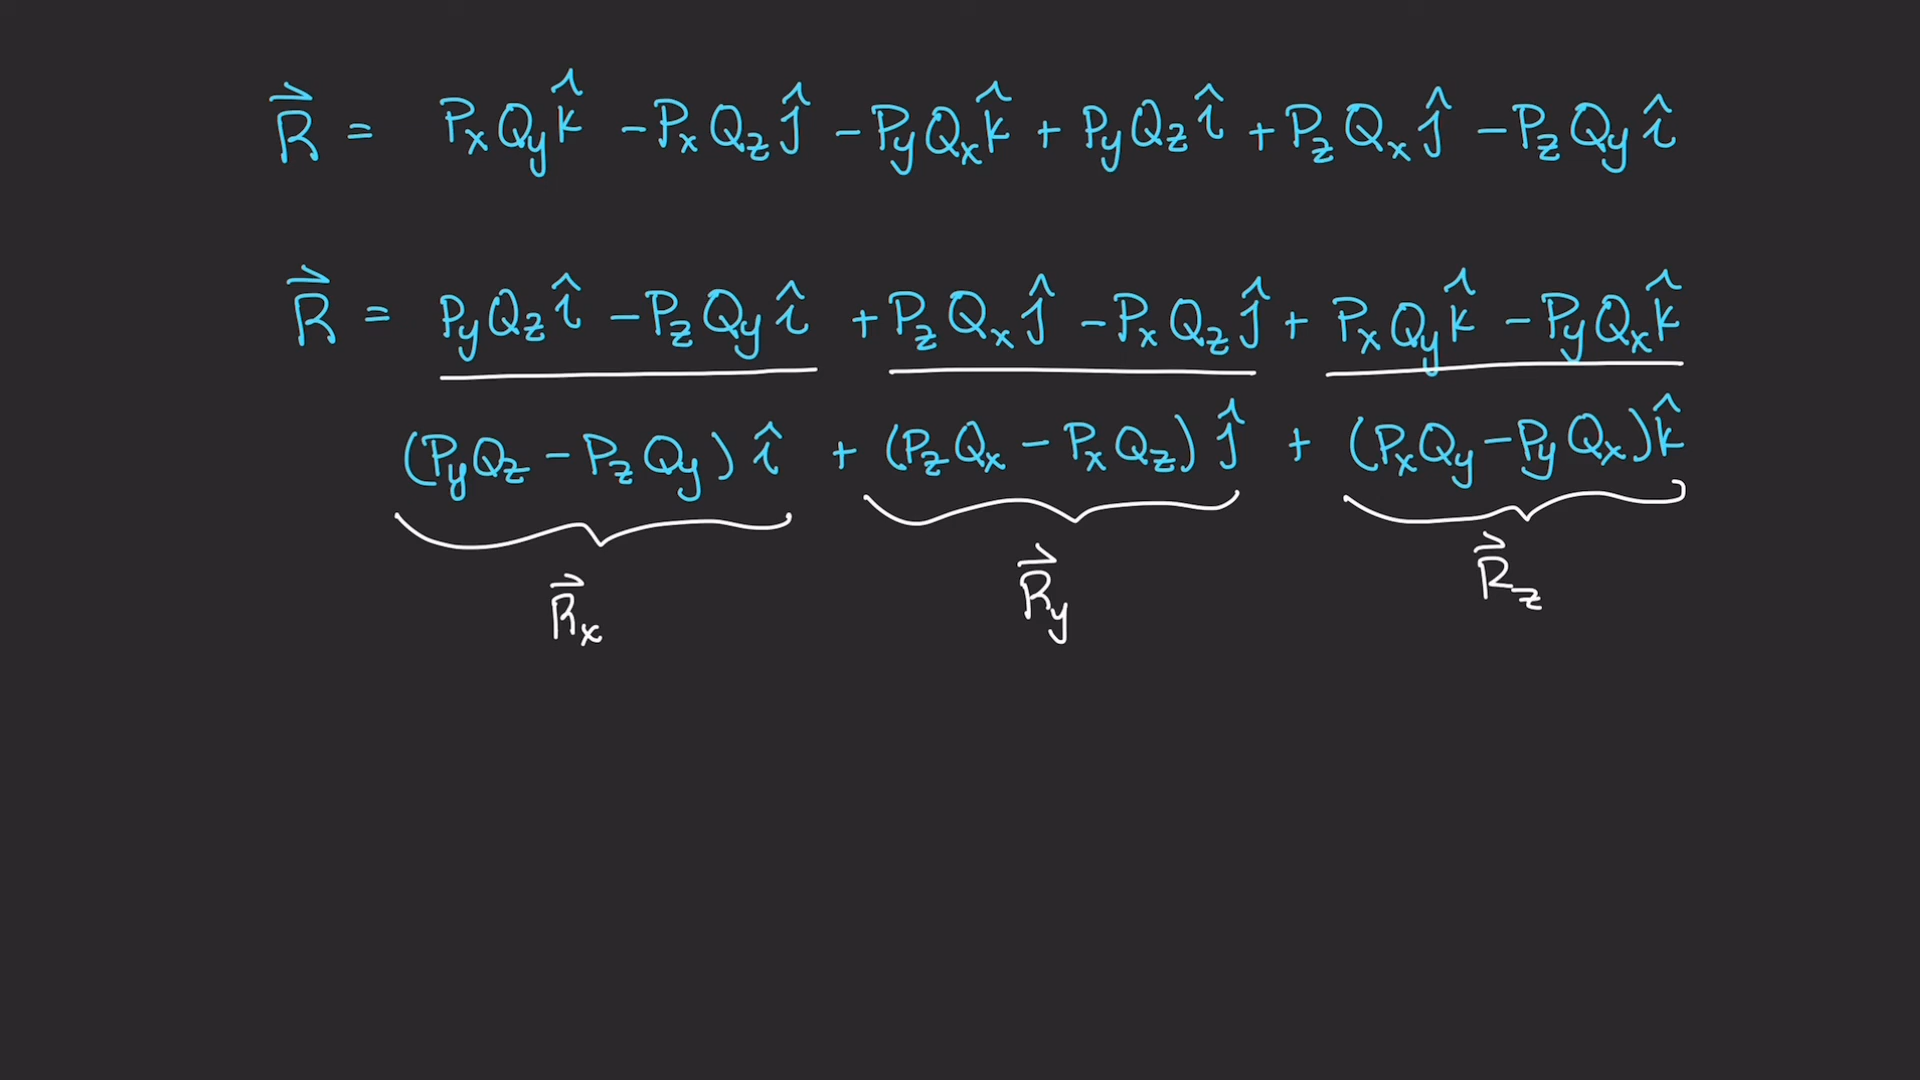 R⃗ = PxQyk̂ - PxQzĵ - PyQxk̂ + PyQzî + PzQxĵ - PzQyî
R⃗ = PyQzî - PzQyî + PzQxĵ - PxQzĵ + PxQyk̂ - PyQxk̂
(PyQz - PzQy) î + (PzQx - PxQz) ĵ + (PxQy - PyQx) k̂
R⃗x R⃗y R⃗z